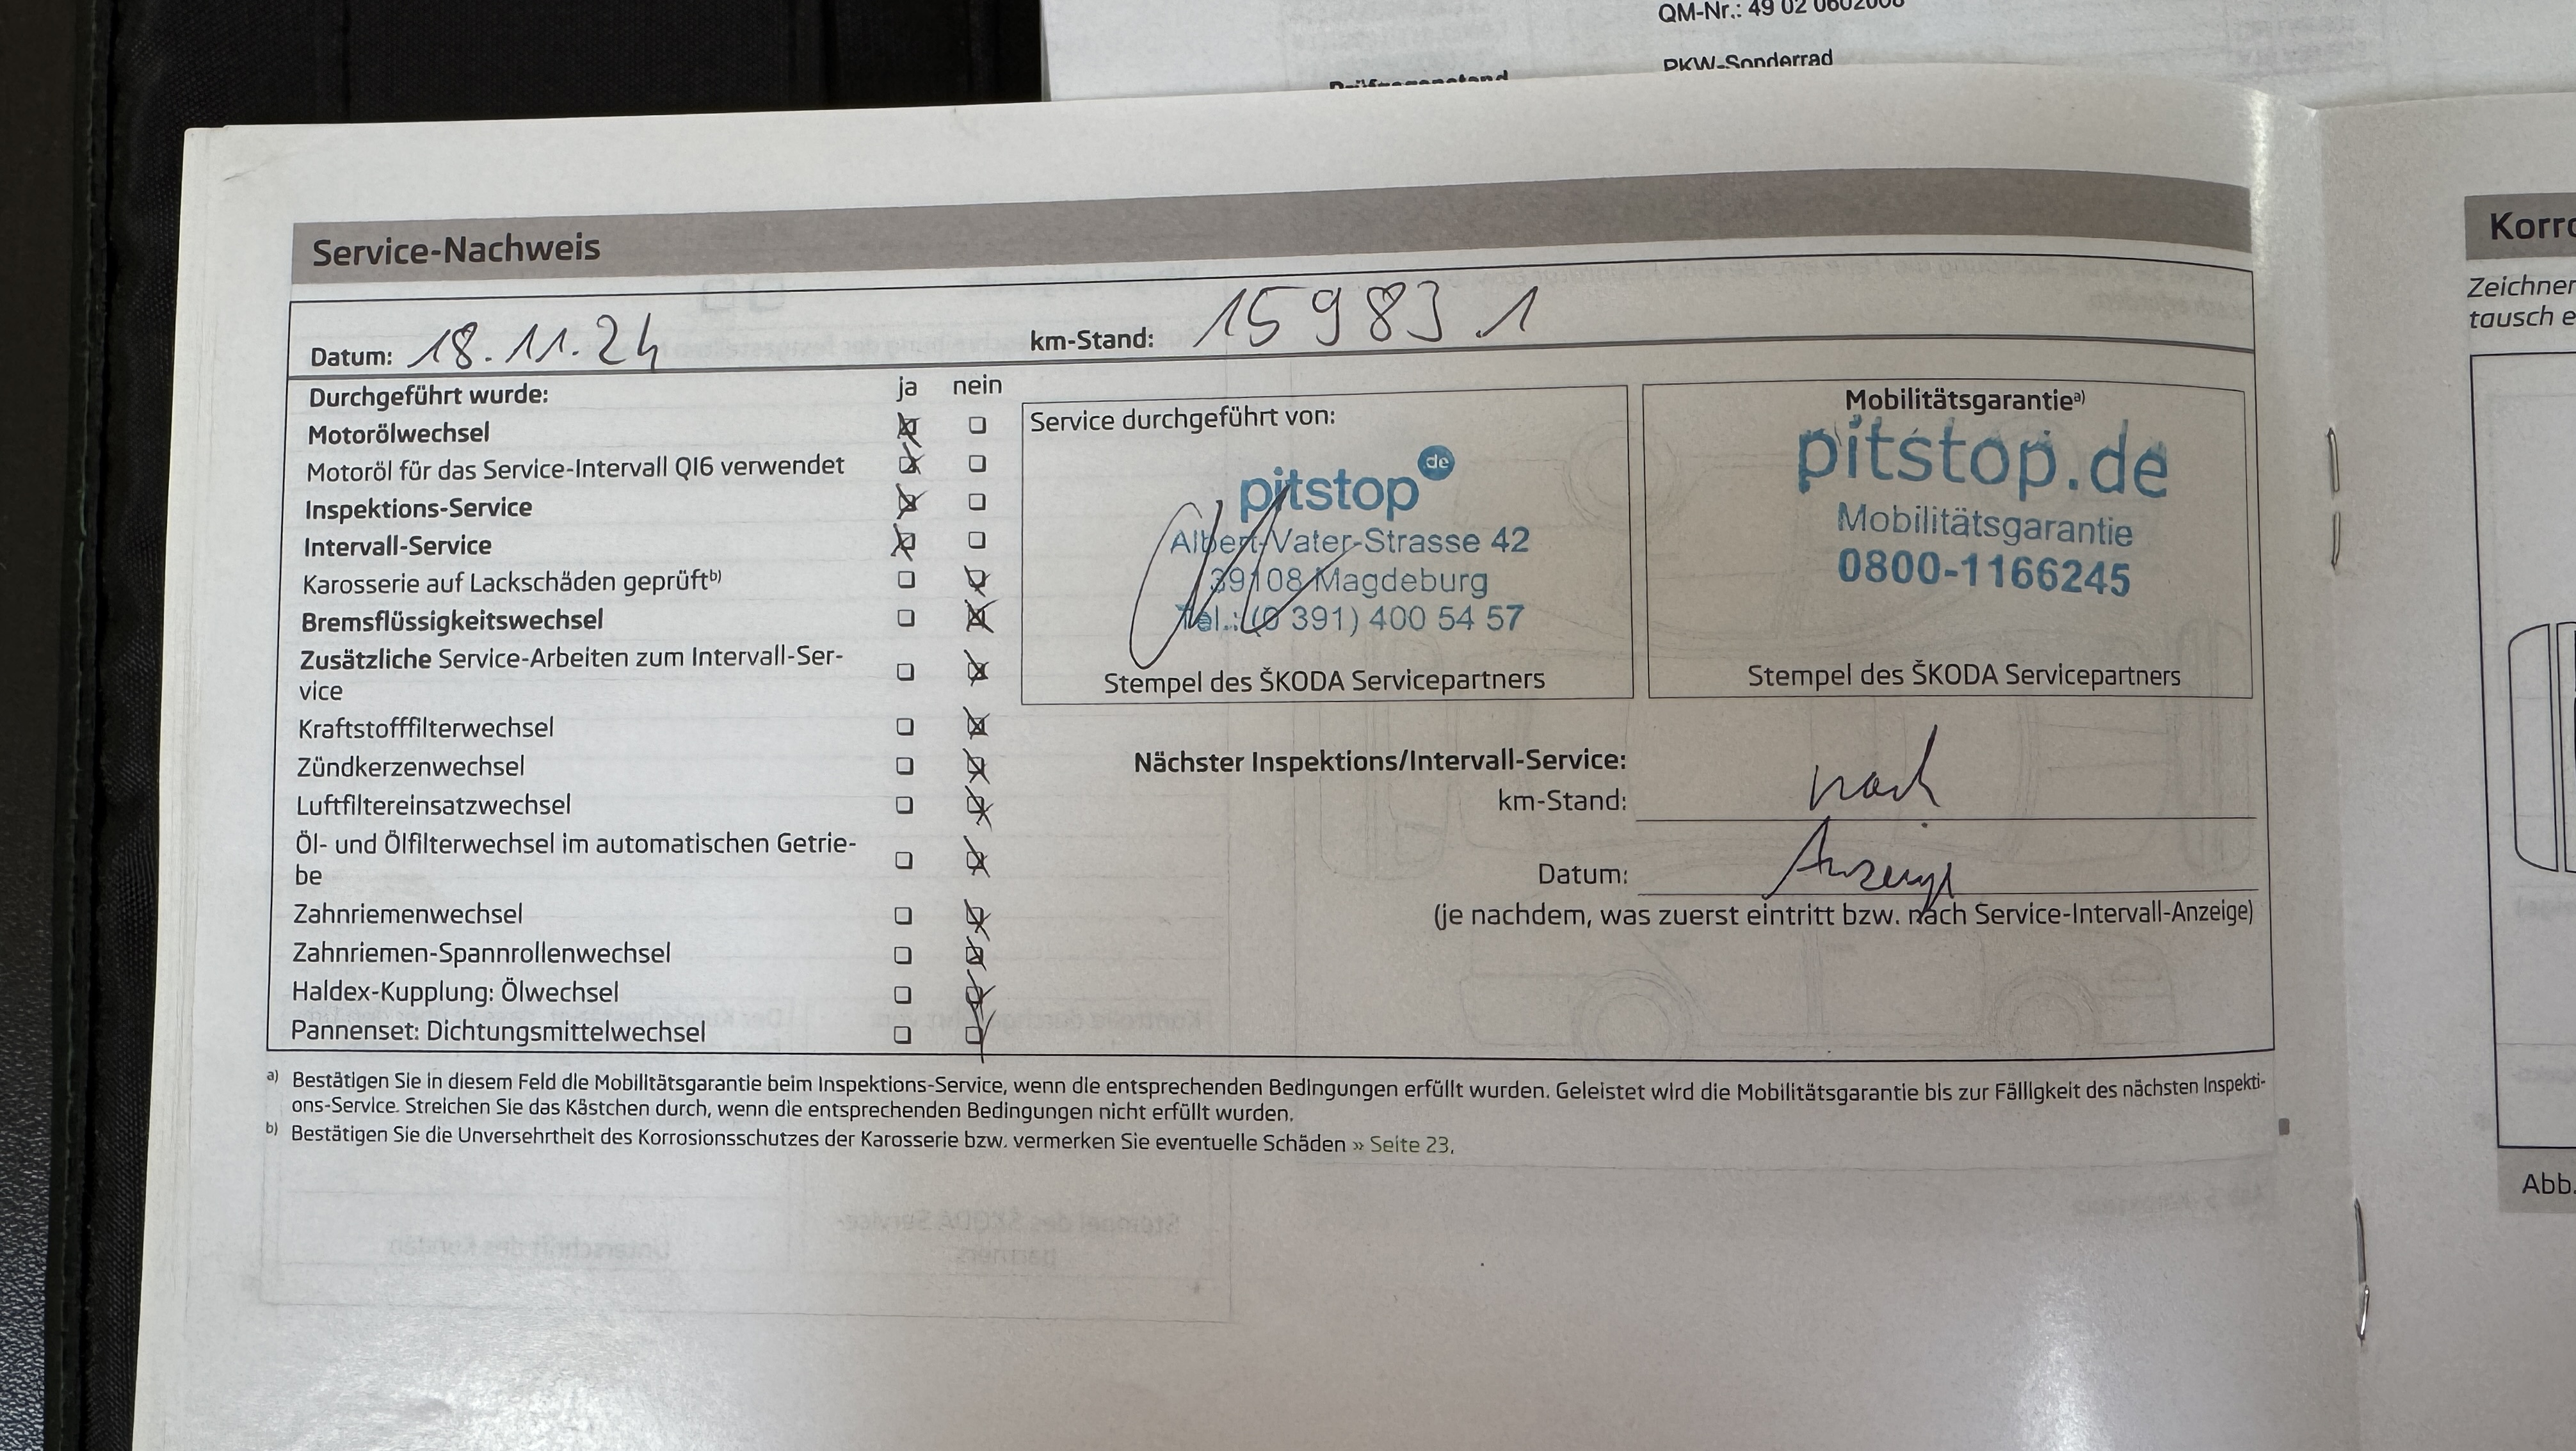 QM-Nr.: 49 02 0602006
PKW-Sonderrad
Prüfgegenstand
Service-Nachweis
Datum: 18.11.24
km-Stand: 159831
Durchgeführt wurde: ja nein
Motorölwechsel
Motoröl für das Service-Intervall QI6 verwendet
Inspektions-Service
Intervall-Service
Karosserie auf Lackschäden geprüftb)
Bremsflüssigkeitswechsel
Zusätzliche Service-Arbeiten zum Intervall-Ser-
vice
Kraftstofffilterwechsel
Zündkerzenwechsel
Luftfiltereinsatzwechsel
Öl- und Ölfilterwechsel im automatischen Getrie-
be
Zahnriemenwechsel
Zahnriemen-Spannrollenwechsel
Haldex-Kupplung: Ölwechsel
Pannenset: Dichtungsmittelwechsel
Service durchgeführt von:
pitstop.de
Albert-Vater-Strasse 42
39108 Magdeburg
Tel.: (0 391) 400 54 57
Stempel des ŠKODA Servicepartners
Mobilitätsgarantiea)
pitstop.de
Mobilitätsgarantie
0800-1166245
Stempel des ŠKODA Servicepartners
Nächster Inspektions/Intervall-Service:
km-Stand: nach
Datum: Anzeige
(je nachdem, was zuerst eintritt bzw. nach Service-Intervall-Anzeige)
a) Bestätigen Sie in diesem Feld die Mobilitätsgarantie beim Inspektions-Service, wenn die entsprechenden Bedingungen erfüllt wurden. Geleistet wird die Mobilitätsgarantie bis zur Fälligkeit des nächsten Inspekti-
ons-Service. Streichen Sie das Kästchen durch, wenn die entsprechenden Bedingungen nicht erfüllt wurden.
b) Bestätigen Sie die Unversehrtheit des Korrosionsschutzes der Karosserie bzw. vermerken Sie eventuelle Schäden » Seite 23.
Korro
Zeichner
tausch e
Abb.